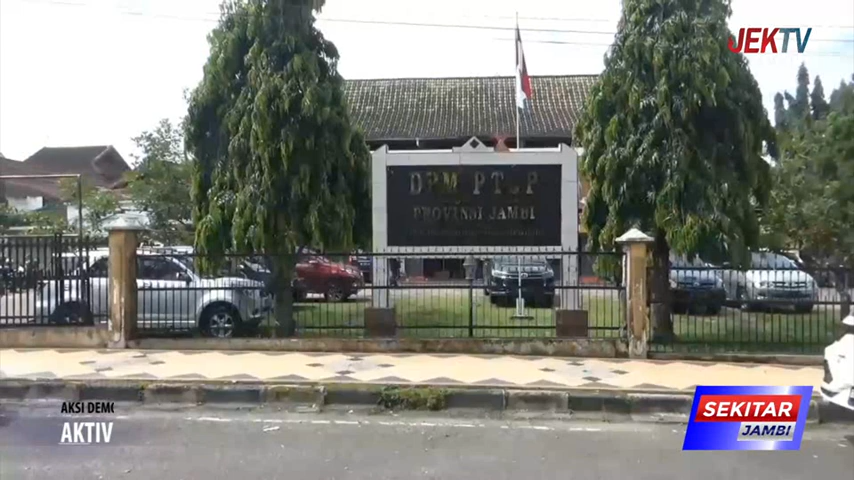 JEKTV
DPM PTSP
PROVINSI JAMBI
AKSI DEMO
AKTIV
SEKITAR
JAMBI